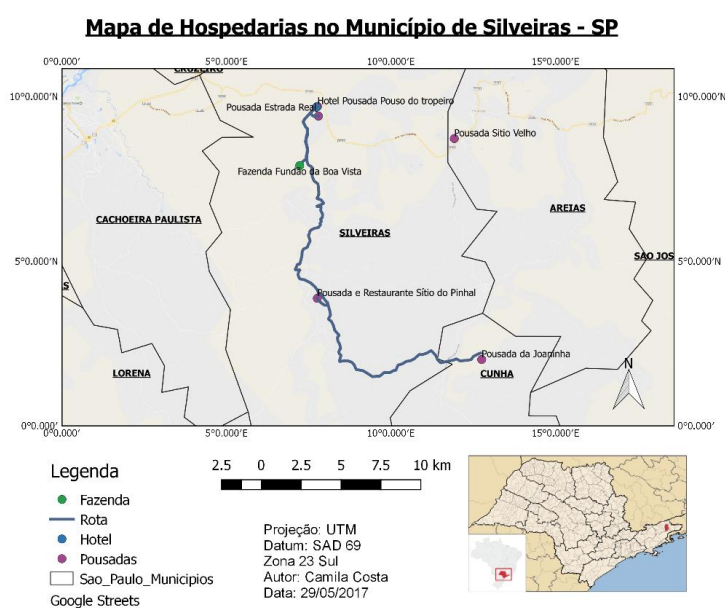 Mapa de Hospedarias no Município de Silveiras - SP
0°0.000' 5°0.000' 10°0.000' 15°0.000'
CRUZEIRO
10°0.000' 10°0.000'
Hotel Pousada Pouso do tropeiro
Pousada Estrada Real
Pousada Sitio Velho
Fazenda Fundão da Boa Vista
CACHOEIRA PAULISTA
SILVEIRAS
AREIAS
SAO JOS
5°0.000' 5°0.000'
S
Pousada e Restaurante Sítio do Pinhal
Pousada da Joaninha
LORENA
CUNHA
N
0°0.000' 0°0.000'
0°0.000' 5°0.000' 10°0.000' 15°0.000'
Legenda
Fazenda
Rota
Hotel
Pousadas
Sao_Paulo_Municipios
Google Streets
2.5 0 2.5 5 7.5 10 km
Projeção: UTM
Datum: SAD 69
Zona 23 Sul
Autor: Camila Costa
Data: 29/05/2017